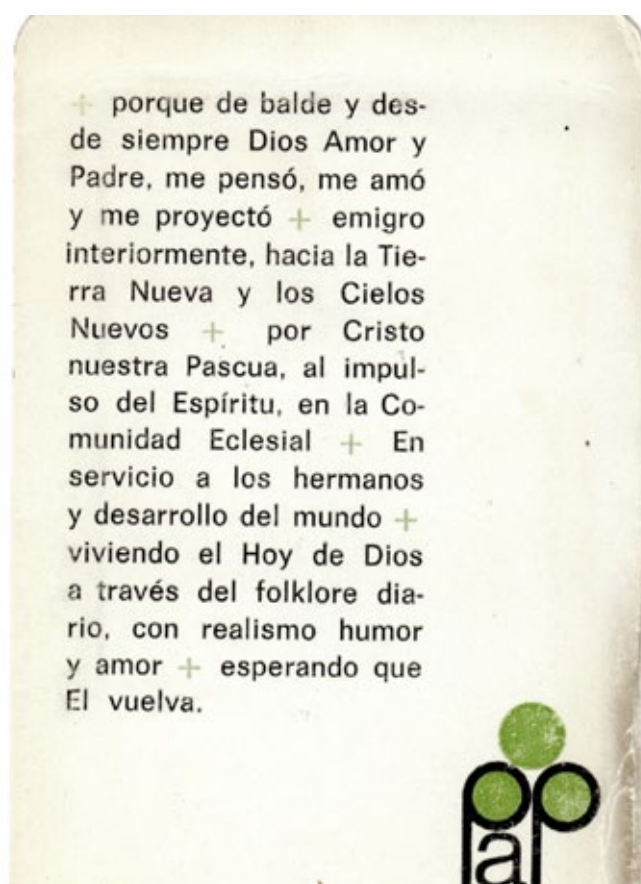 + porque de balde y des-
de siempre Dios Amor y
Padre, me pensó, me amó
y me proyectó + emigro
interiormente, hacia la Tie-
rra Nueva y los Cielos
Nuevos + por Cristo
nuestra Pascua, al impul-
so del Espíritu, en la Co-
munidad Eclesial + En
servicio a los hermanos
y desarrollo del mundo +
viviendo el Hoy de Dios
a través del folklore dia-
rio, con realismo humor
y amor + esperando que
El vuelva.
pap